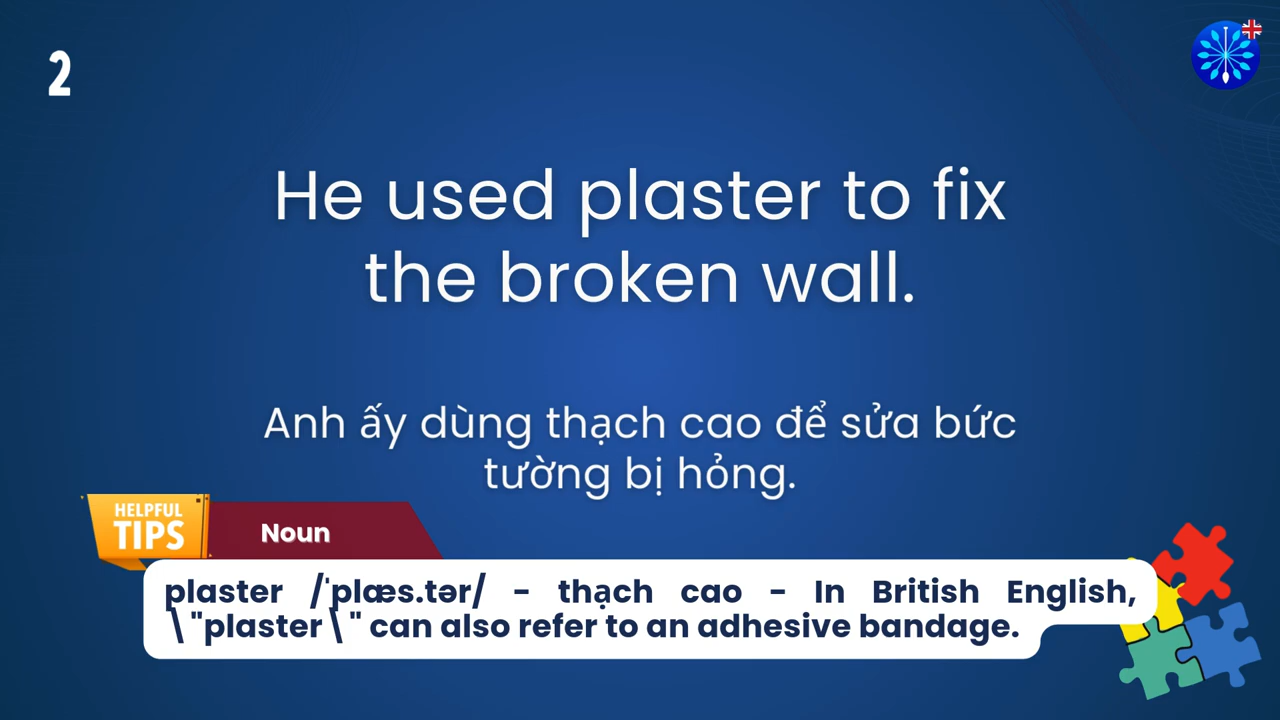 2
He used plaster to fix
the broken wall.
Anh ấy dùng thạch cao để sửa bức
tường bị hỏng.
HELPFUL
TIPS
Noun
plaster /ˈplæs.tər/ - thạch cao - In British English,
\"plaster\" can also refer to an adhesive bandage.